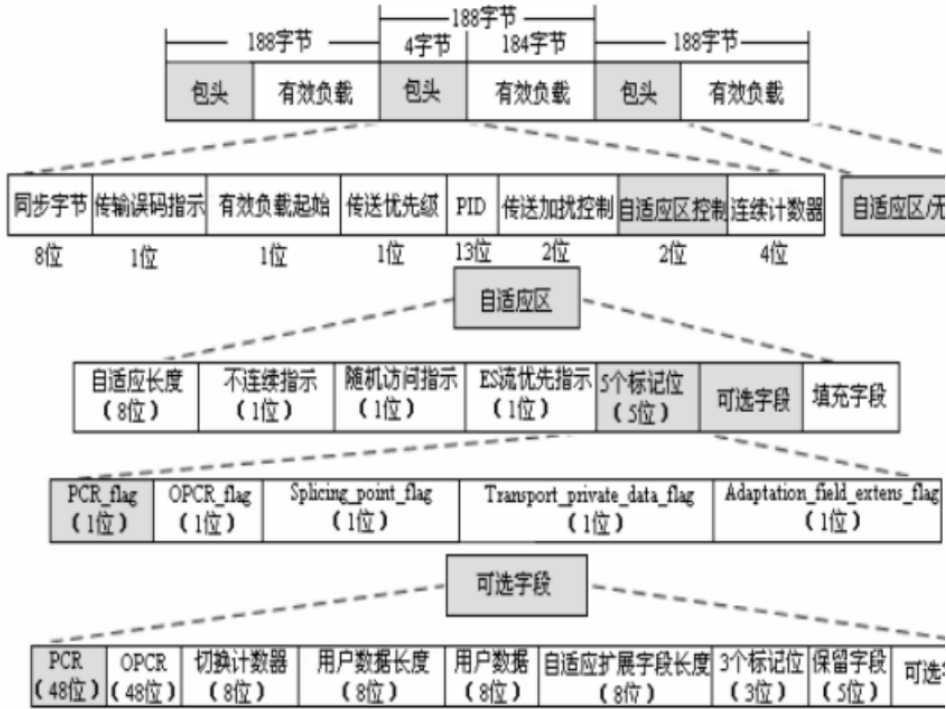 188字节
188字节 4字节 184字节 188字节
包头 有效负载 包头 有效负载 包头 有效负载
同步字节 传输误码指示 有效负载起始 传送优先级 PID 传送加扰控制 自适应区控制 连续计数器 自适应区/无
8位 1位 1位 1位 13位 2位 2位 4位
自适应区
自适应长度 不连续指示 随机访问指示 ES流优先指示 5个标记位 可选字段 填充字段
(8位) (1位) (1位) (1位) (5位)
PCR_flag OPCR_flag Splicing_point_flag Transport_private_data_flag Adaptation_field_extens_flag
(1位) (1位) (1位) (1位) (1位)
可选字段
PCR OPCR 切换计数器 用户数据长度 用户数据 自适应扩展字段长度 3个标记位 保留字段 可选
(48位) (48位) (8位) (8位) (8位) (8位) (3位) (5位)